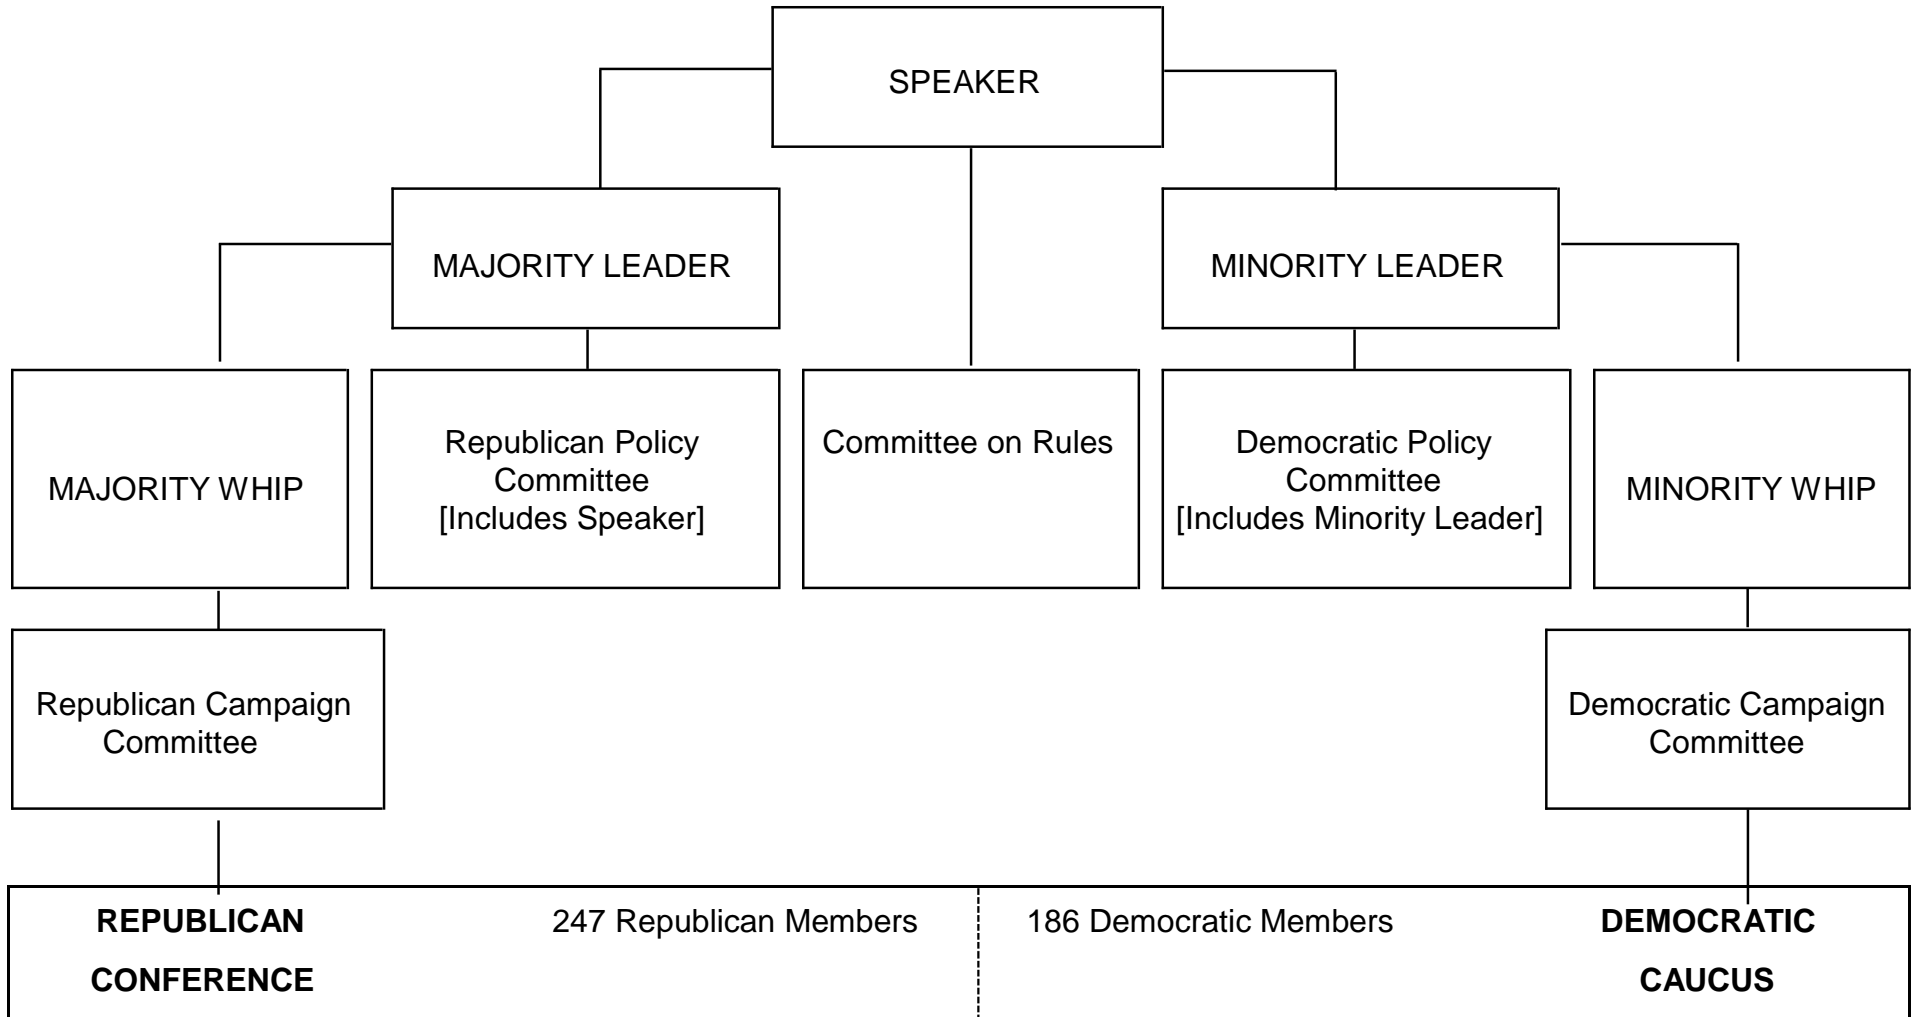 SPEAKER
MAJORITY LEADER
MINORITY LEADER
MAJORITY WHIP
Republican Policy
Committee
[Includes Speaker]
Committee on Rules
Democratic Policy
Committee
[Includes Minority Leader]
MINORITY WHIP
Republican Campaign
Committee
Democratic Campaign
Committee
REPUBLICAN
CONFERENCE
247 Republican Members
186 Democratic Members
DEMOCRATIC
CAUCUS